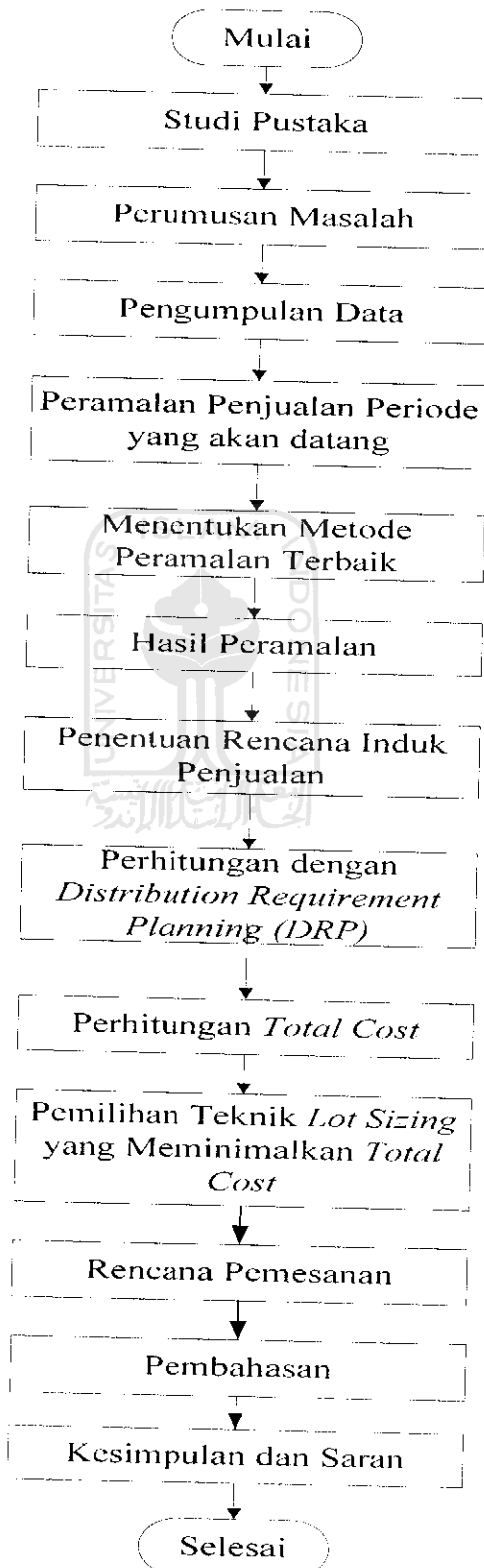 Mulai
Studi Pustaka
Perumusan Masalah
Pengumpulan Data
Peramalan Penjualan Periode
yang akan datang
Menentukan Metode
Peramalan Terbaik
Hasil Peramalan
Penentuan Rencana Induk
Penjualan
Perhitungan dengan
Distribution Requirement
Planning (DRP)
Perhitungan Total Cost
Pemilihan Teknik Lot Sizing
yang Meminimalkan Total
Cost
Rencana Pemesanan
Pembahasan
Kesimpulan dan Saran
Selesai
UNIVERSITAS
INDONESIA